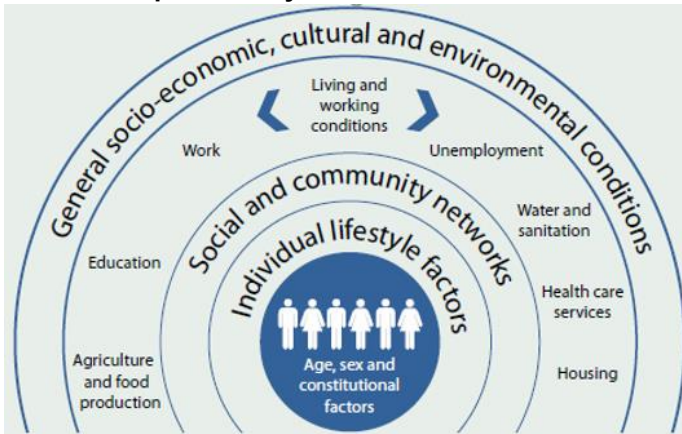 General socio-economic, cultural and environmental conditions
Living and
working
conditions
Work
Unemployment
Social and community networks
Water and
sanitation
Education
Individual lifestyle factors
Health care
services
Agriculture
and food
production
Housing
Age, sex and
constitutional
factors